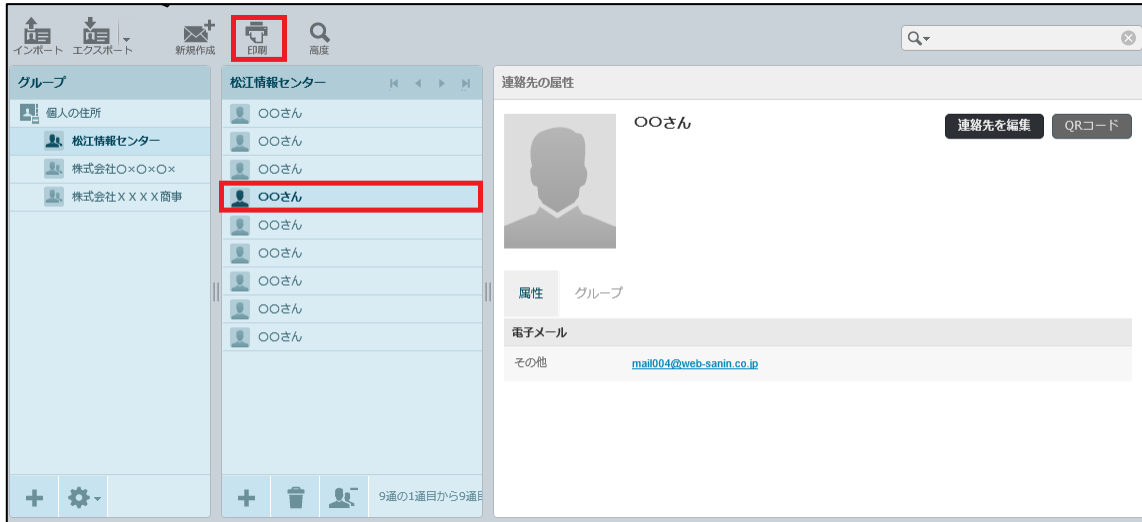 インポート エクスポート 新規作成 印刷 高度
グループ
個人の住所
松江情報センター
株式会社○×○×○×
株式会社ＸＸＸＸ商事
松江情報センター
○○さん
○○さん
○○さん
○○さん
○○さん
○○さん
○○さん
○○さん
○○さん
9通の1通目から9通目
連絡先の属性
○○さん
連絡先を編集 QRコード
属性 グループ
電子メール
その他 mail004@web-sanin.co.jp